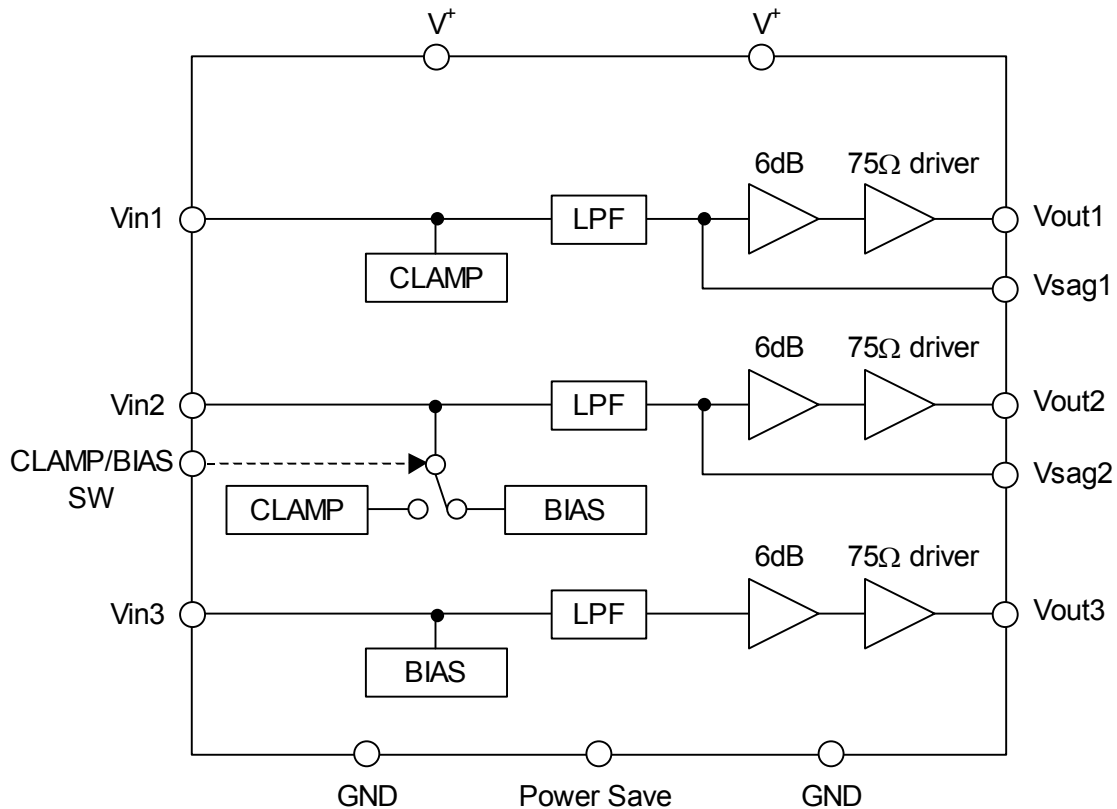 V+
V+
6dB
75Ω driver
Vin1
LPF
Vout1
CLAMP
Vsag1
6dB
75Ω driver
Vin2
LPF
Vout2
CLAMP/BIAS
SW
Vsag2
CLAMP
BIAS
6dB
75Ω driver
Vin3
LPF
Vout3
BIAS
GND
Power Save
GND